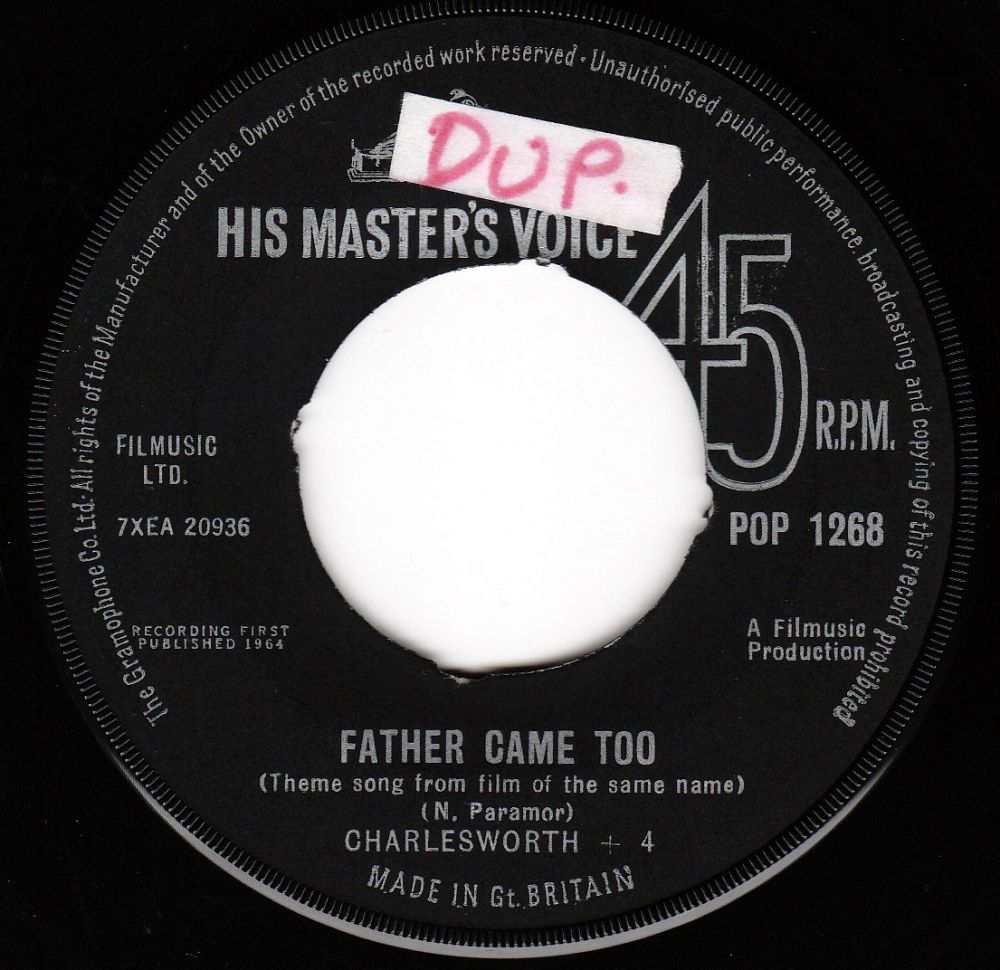 The Gramophone Co. Ltd. · All rights of the Manufacturer and of the Owner of the recorded work reserved · Unauthorised public performance broadcasting and copying of this record prohibited
DUP.
HIS MASTER'S VOICE
45
R.P.M.
FILMUSIC
LTD.
7XEA 20936
POP 1268
RECORDING FIRST
PUBLISHED 1964
A Filmusic
Production
FATHER CAME TOO
(Theme song from film of the same name)
(N. Paramor)
CHARLESWORTH + 4
MADE IN Gt. BRITAIN